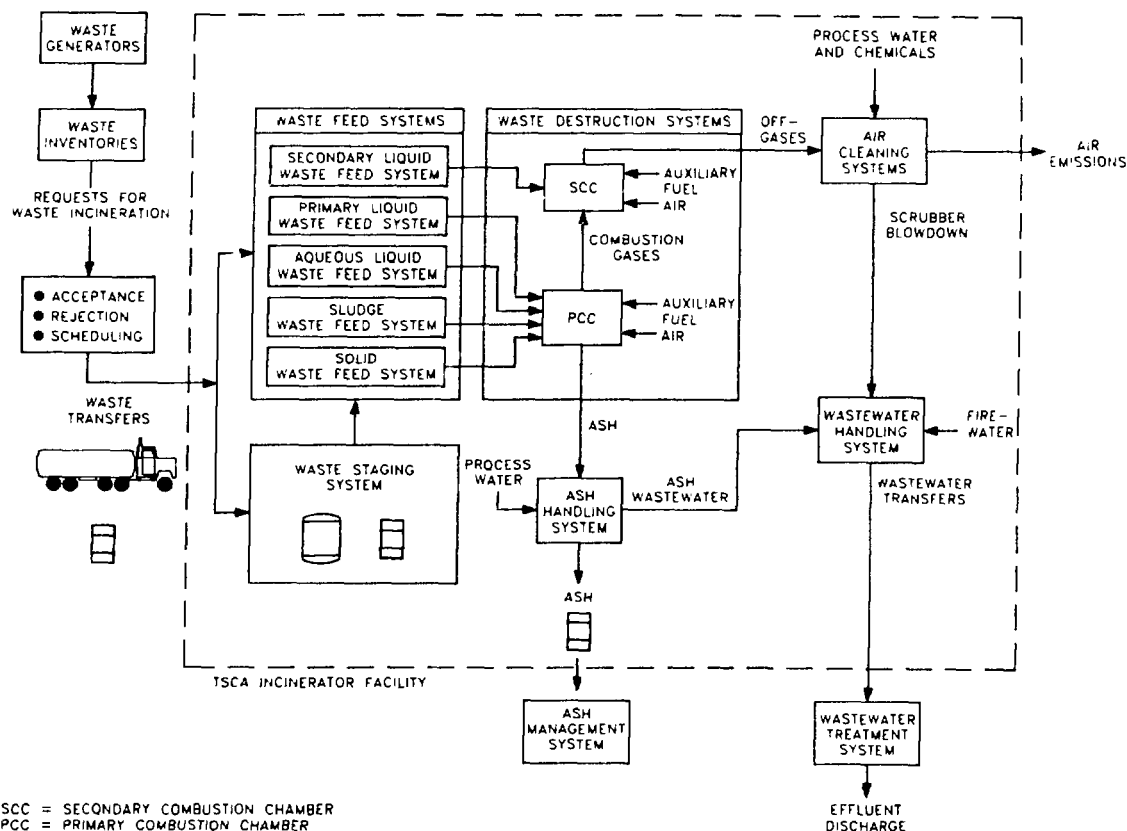 WASTE
GENERATORS
WASTE
INVENTORIES
REQUESTS FOR
WASTE INCINERATION
● ACCEPTANCE
● REJECTION
● SCHEDULING
WASTE
TRANSFERS
WASTE FEED SYSTEMS
SECONDARY LIQUID
WASTE FEED SYSTEM
PRIMARY LIQUID
WASTE FEED SYSTEM
AQUEOUS LIQUID
WASTE FEED SYSTEM
SLUDGE
WASTE FEED SYSTEM
SOLID
WASTE FEED SYSTEM
WASTE STAGING
SYSTEM
WASTE DESTRUCTION SYSTEMS
SCC
AUXILIARY
FUEL
AIR
COMBUSTION
GASES
PCC
AUXILIARY
FUEL
AIR
ASH
PROCESS
WATER
ASH
HANDLING
SYSTEM
ASH
WASTEWATER
ASH
OFF-
GASES
PROCESS WATER
AND CHEMICALS
AIR
CLEANING
SYSTEMS
AIR
EMISSIONS
SCRUBBER
BLOWDOWN
WASTEWATER
HANDLING
SYSTEM
FIRE-
WATER
WASTEWATER
TRANSFERS
TSCA INCINERATOR FACILITY
ASH
MANAGEMENT
SYSTEM
WASTEWATER
TREATMENT
SYSTEM
EFFLUENT
DISCHARGE
SCC = SECONDARY COMBUSTION CHAMBER
PCC = PRIMARY COMBUSTION CHAMBER